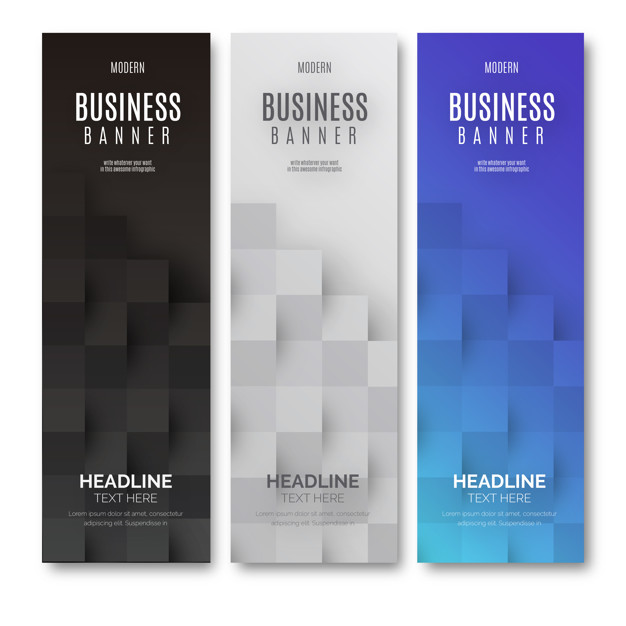 MODERN
BUSINESS
BANNER
write whatever your want
in this awesome infographic
HEADLINE
TEXT HERE
Lorem ipsum dolor sit amet, consectetur
adipiscing elit. Suspendisse in
MODERN
BUSINESS
BANNER
write whatever your want
in this awesome infographic
HEADLINE
TEXT HERE
Lorem ipsum dolor sit amet, consectetur
adipiscing elit. Suspendisse in
MODERN
BUSINESS
BANNER
write whatever your want
in this awesome infographic
HEADLINE
TEXT HERE
Lorem ipsum dolor sit amet, consectetur
adipiscing elit. Suspendisse in